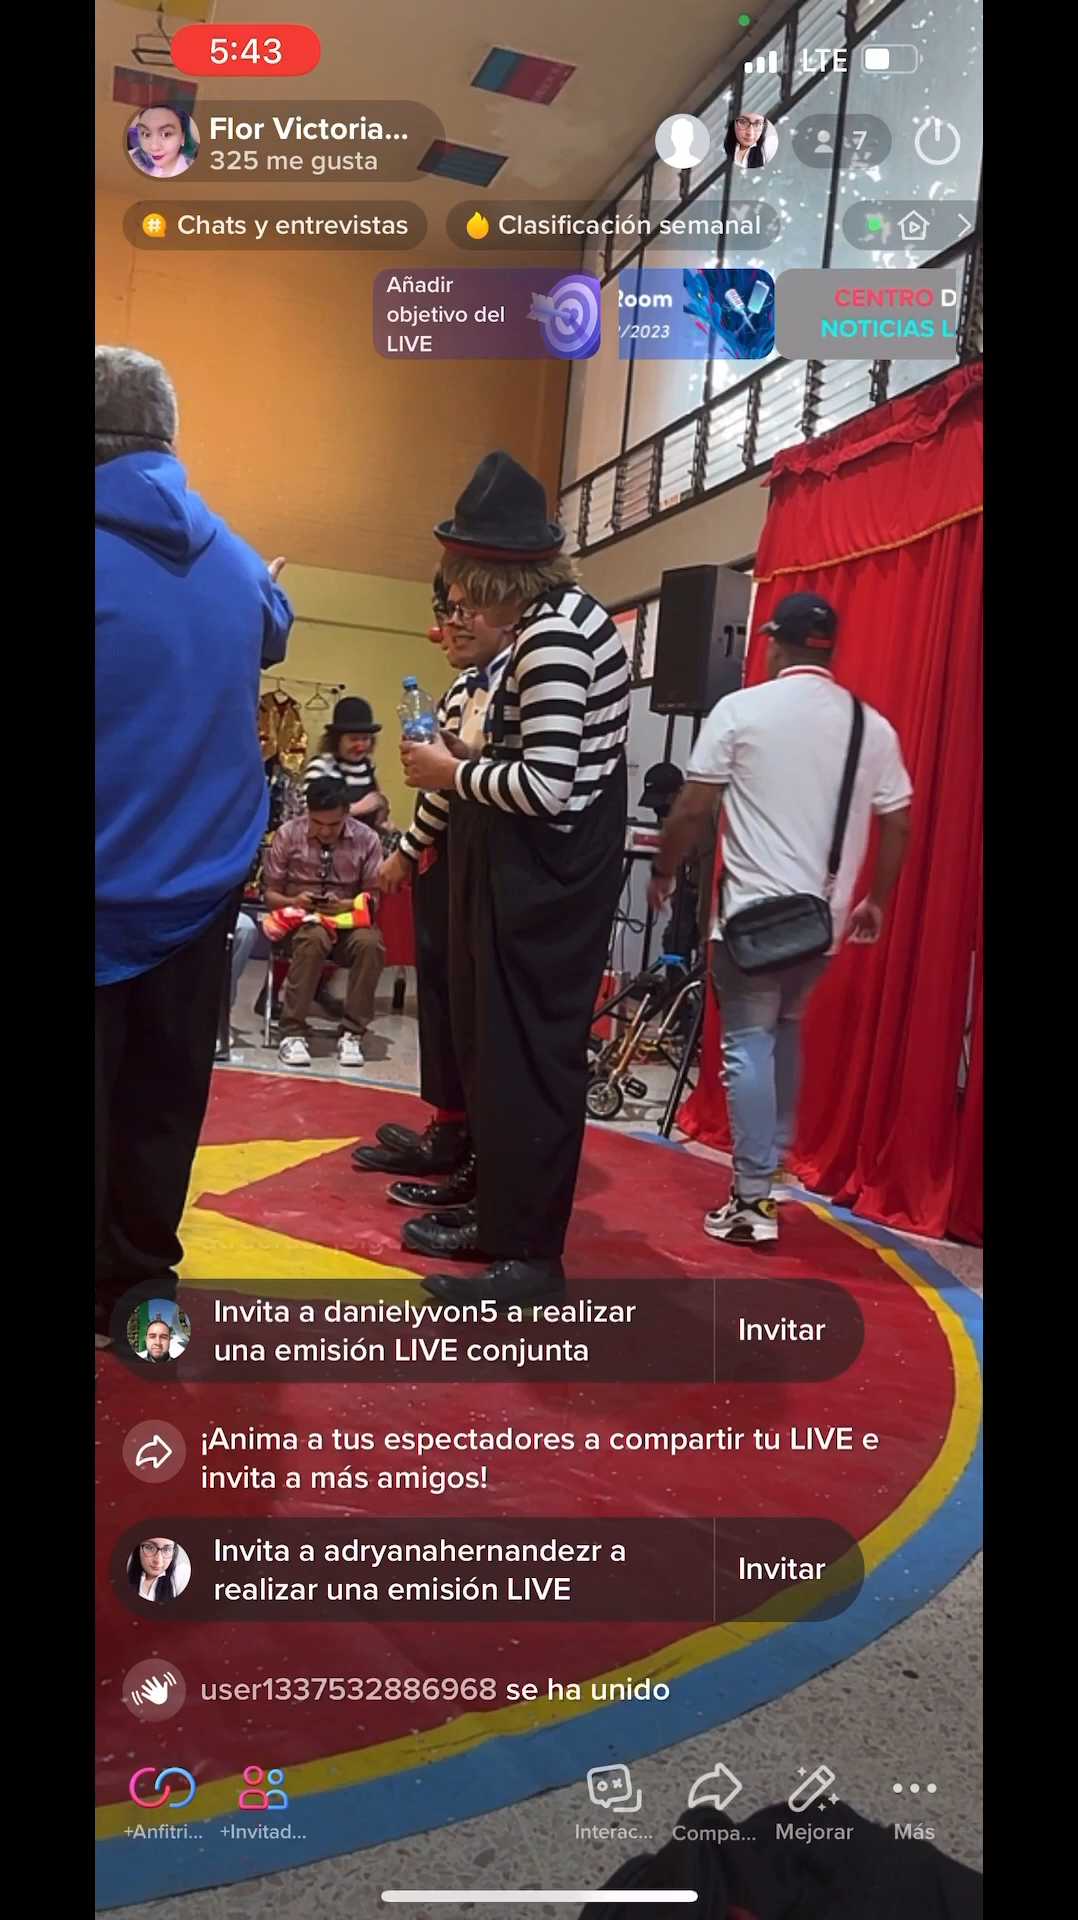 5:43
LTE
Flor Victoria...
325 me gusta
7
Chats y entrevistas
Clasificación semanal
Añadir
objetivo del
LIVE
Room
/2023
CENTRO D
NOTICIAS L
Invita a danielyvon5 a realizar
una emisión LIVE conjunta
Invitar
¡Anima a tus espectadores a compartir tu LIVE e
invita a más amigos!
Invita a adryanahernandezr a
realizar una emisión LIVE
Invitar
user1337532886968 se ha unido
+Anfitri...
+Invitad...
Interac...
Compa...
Mejorar
Más